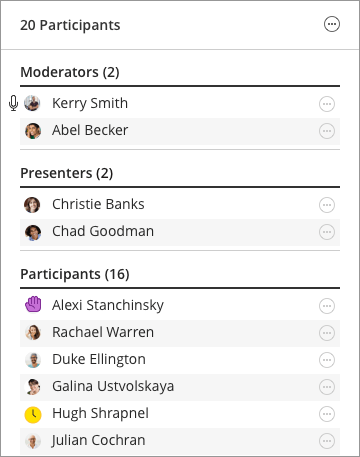 20 Participants
Moderators (2)
Kerry Smith
Abel Becker
Presenters (2)
Christie Banks
Chad Goodman
Participants (16)
Alexi Stanchinsky
Rachael Warren
Duke Ellington
Galina Ustvolskaya
Hugh Shrapnel
Julian Cochran